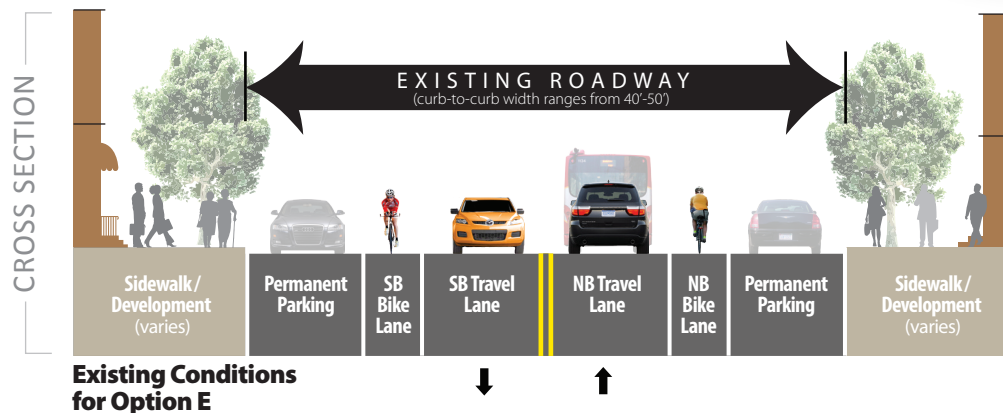 CROSS SECTION
EXISTING ROADWAY
(curb-to-curb width ranges from 40'-50')
Sidewalk /
Development
(varies)
Permanent
Parking
SB
Bike
Lane
SB Travel
Lane
NB Travel
Lane
NB
Bike
Lane
Permanent
Parking
Sidewalk /
Development
(varies)
Existing Conditions
for Option E